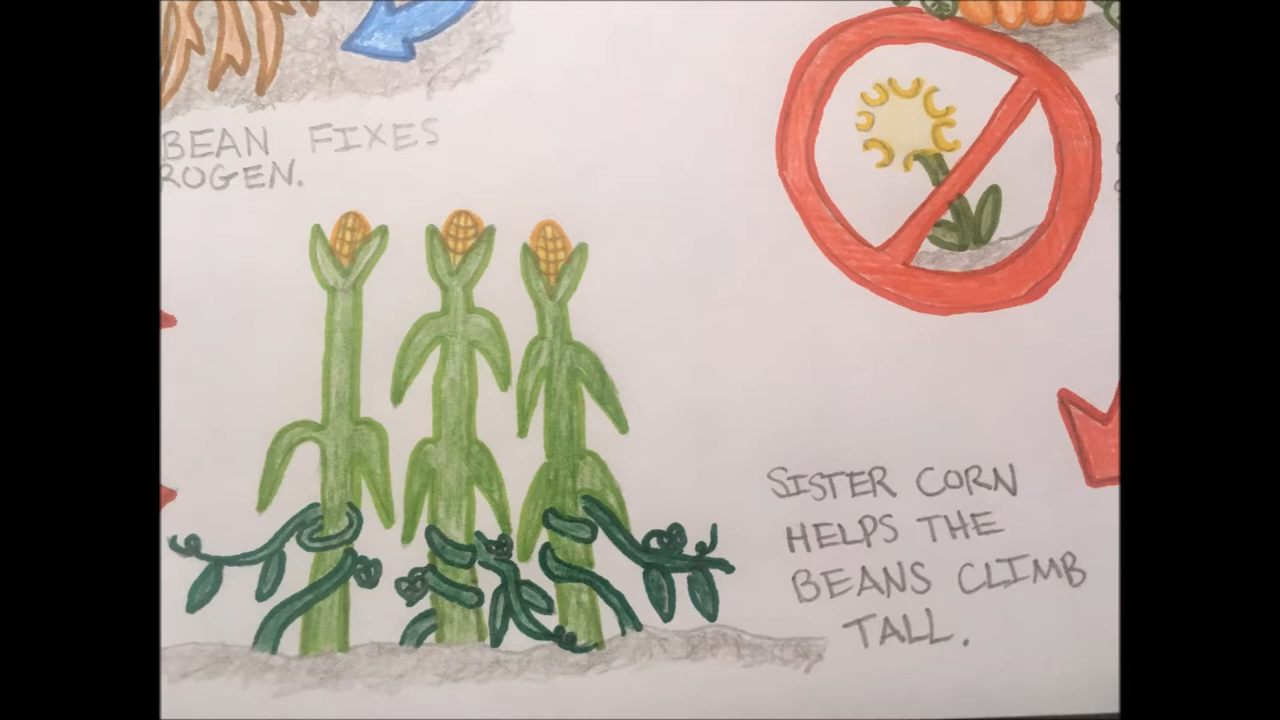 BEAN FIXES
ROGEN.
SISTER CORN
HELPS THE
BEANS CLIMB
TALL.